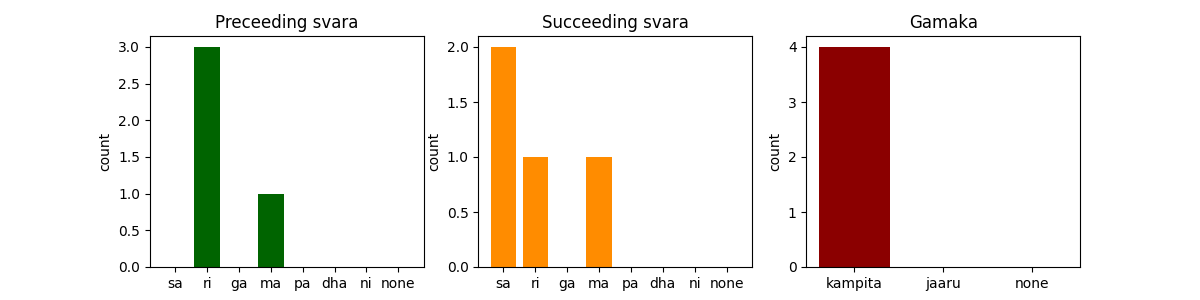 Preceeding svara
count
3.0
2.5
2.0
1.5
1.0
0.5
0.0
sa ri ga ma pa dha ni none
Succeeding svara
count
2.0
1.5
1.0
0.5
0.0
sa ri ga ma pa dha ni none
Gamaka
count
4
3
2
1
0
kampita jaaru none